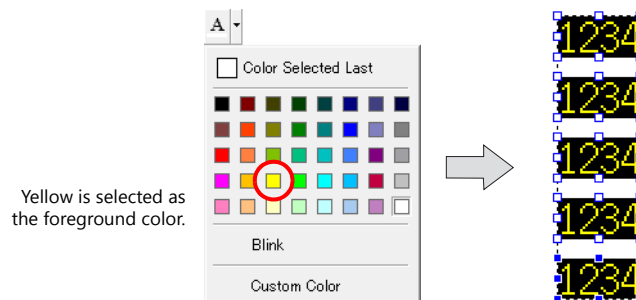 A
Color Selected Last
Yellow is selected as
the foreground color.
Blink
Custom Color
1234
1234
1234
1234
1234